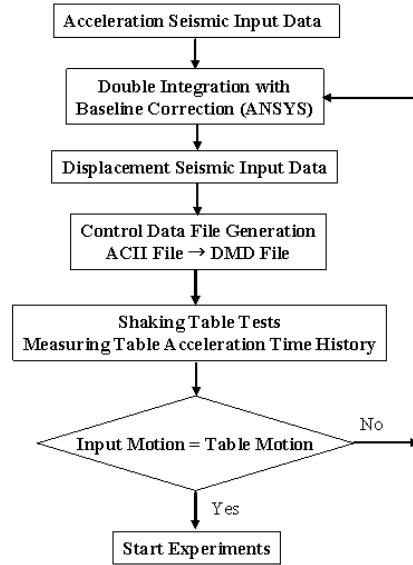 Acceleration Seismic Input Data
Double Integration with
Baseline Correction (ANSYS)
Displacement Seismic Input Data
Control Data File Generation
ACII File → DMD File
Shaking Table Tests
Measuring Table Acceleration Time History
Input Motion = Table Motion
No
Yes
Start Experiments